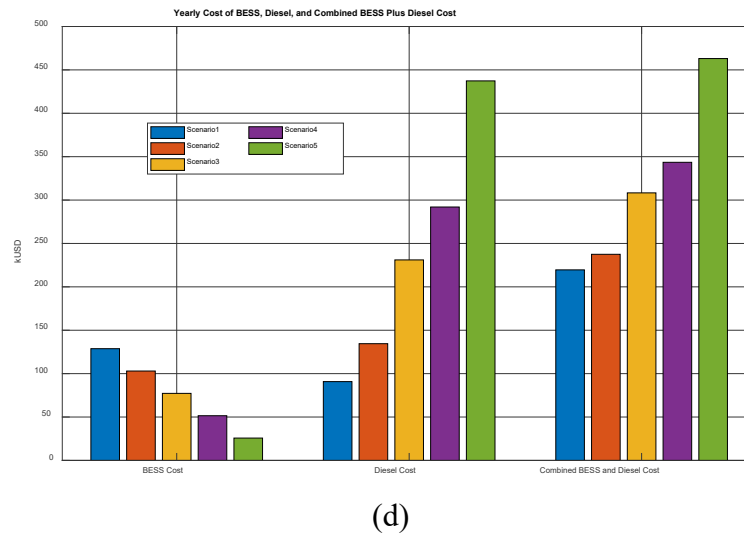 Yearly Cost of BESS, Diesel, and Combined BESS Plus Diesel Cost
500
450
400
350
300
250
200
150
100
50
0
kUSD
Scenario1
Scenario2
Scenario3
Scenario4
Scenario5
BESS Cost
Diesel Cost
Combined BESS and Diesel Cost
(d)